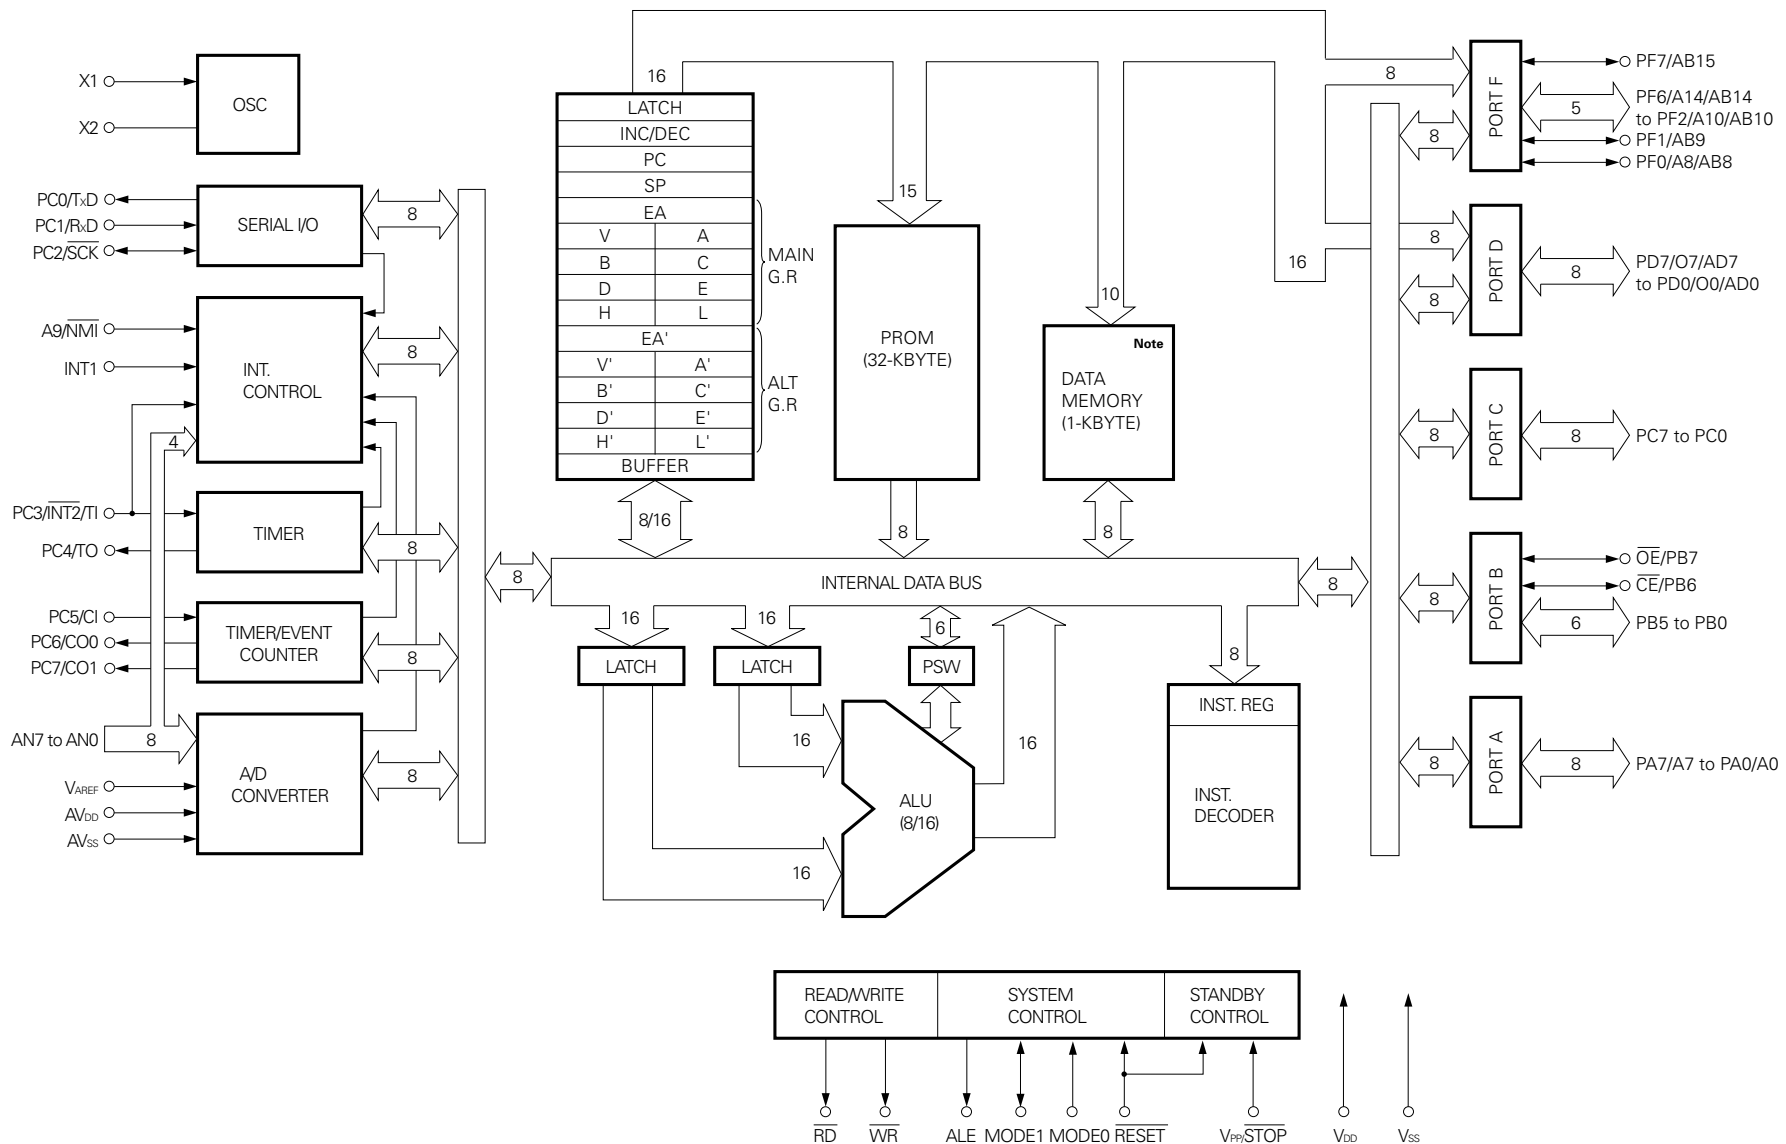 X1
X2
OSC
PC0/TxD
PC1/RxD
PC2/SCK
SERIAL I/O
8
A9/NMI
INT1
INT.
CONTROL
8
4
PC3/INT2/TI
PC4/TO
TIMER
8
PC5/CI
PC6/CO0
PC7/CO1
TIMER/EVENT
COUNTER
8
AN7 to AN0
8
VAREF
AVDD
AVSS
A/D
CONVERTER
8
8
16
LATCH
INC/DEC
PC
SP
EA
V A
B C
D E
H L
MAIN
G.R
EA'
V' A'
B' C'
D' E'
H' L'
ALT
G.R
BUFFER
8/16
15
PROM
(32-KBYTE)
8
10
Note
DATA
MEMORY
(1-KBYTE)
8
16
INTERNAL DATA BUS
8
16
LATCH
16
LATCH
6
PSW
16
16
16
ALU
(8/16)
8
INST. REG
INST.
DECODER
8
8
PORT F
PF7/AB15
5
PF6/A14/AB14
to PF2/A10/AB10
PF1/AB9
PF0/A8/AB8
8
8
PORT D
8
PD7/O7/AD7
to PD0/O0/AD0
8
PORT C
8
PC7 to PC0
8
PORT B
OE/PB7
CE/PB6
6
PB5 to PB0
8
PORT A
8
PA7/A7 to PA0/A0
READ/WRITE
CONTROL
SYSTEM
CONTROL
STANDBY
CONTROL
RD
WR
ALE
MODE1
MODE0
RESET
VPP/STOP
VDD
VSS